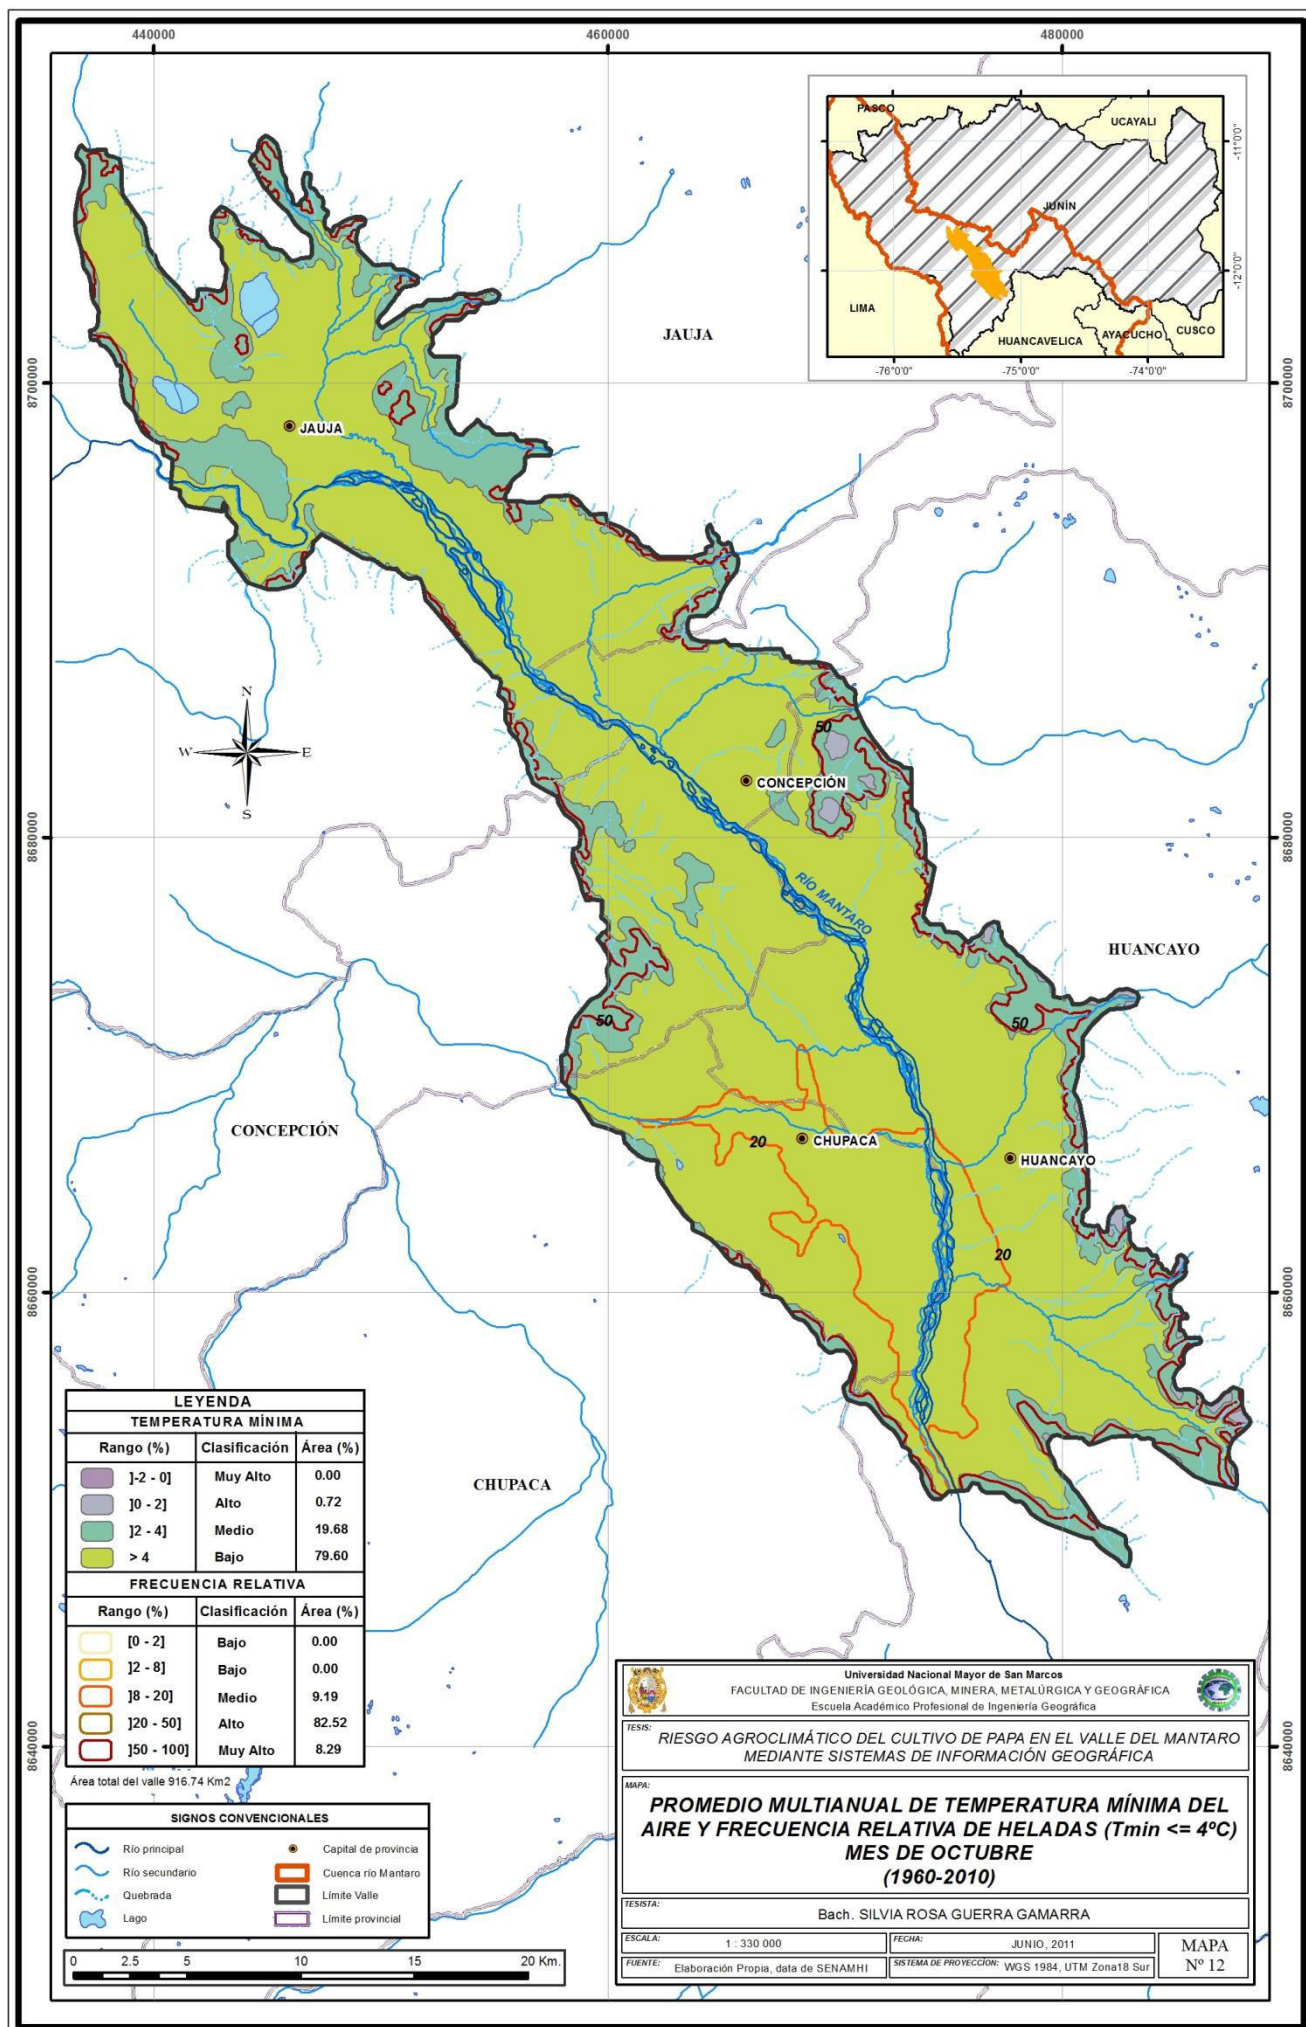 440000
460000
480000
8700000
8680000
8660000
8640000
8700000
8680000
8660000
8640000
PASCO
UCAYALI
JUNÍN
LIMA
HUANCAVELICA
AYACUCHO
CUSCO
-11°0'0"
-12°0'0"
-76°0'0"
-75°0'0"
-74°0'0"
JAUJA
JAUJA
N
W
E
S
50
CONCEPCIÓN
RÍO MANTARO
HUANCAYO
50
50
CONCEPCIÓN
20
CHUPACA
HUANCAYO
20
CHUPACA
LEYENDA
TEMPERATURA MÍNIMA
Rango (%) Clasificación Área (%)
]-2 - 0] Muy Alto 0.00
]0 - 2] Alto 0.72
]2 - 4] Medio 19.68
> 4 Bajo 79.60
FRECUENCIA RELATIVA
Rango (%) Clasificación Área (%)
[0 - 2] Bajo 0.00
]2 - 8] Bajo 0.00
]8 - 20] Medio 9.19
]20 - 50] Alto 82.52
]50 - 100] Muy Alto 8.29
Área total del valle 916.74 Km2
SIGNOS CONVENCIONALES
Río principal
Río secundario
Quebrada
Lago
Capital de provincia
Cuenca río Mantaro
Límite Valle
Límite provincial
0 2.5 5 10 15 20 Km.
Universidad Nacional Mayor de San Marcos
FACULTAD DE INGENIERÍA GEOLÓGICA, MINERA, METALÚRGICA Y GEOGRÁFICA
Escuela Académico Profesional de Ingeniería Geográfica
TESIS:
RIESGO AGROCLIMÁTICO DEL CULTIVO DE PAPA EN EL VALLE DEL MANTARO
MEDIANTE SISTEMAS DE INFORMACIÓN GEOGRÁFICA
MAPA:
PROMEDIO MULTIANUAL DE TEMPERATURA MÍNIMA DEL
AIRE Y FRECUENCIA RELATIVA DE HELADAS (Tmin <= 4ºC)
MES DE OCTUBRE
(1960-2010)
TESISTA:
Bach. SILVIA ROSA GUERRA GAMARRA
ESCALA: 1 : 330 000
FECHA: JUNIO, 2011
FUENTE: Elaboración Propia, data de SENAMHI
SISTEMA DE PROYECCIÓN: WGS 1984, UTM Zona18 Sur
MAPA
Nº 12